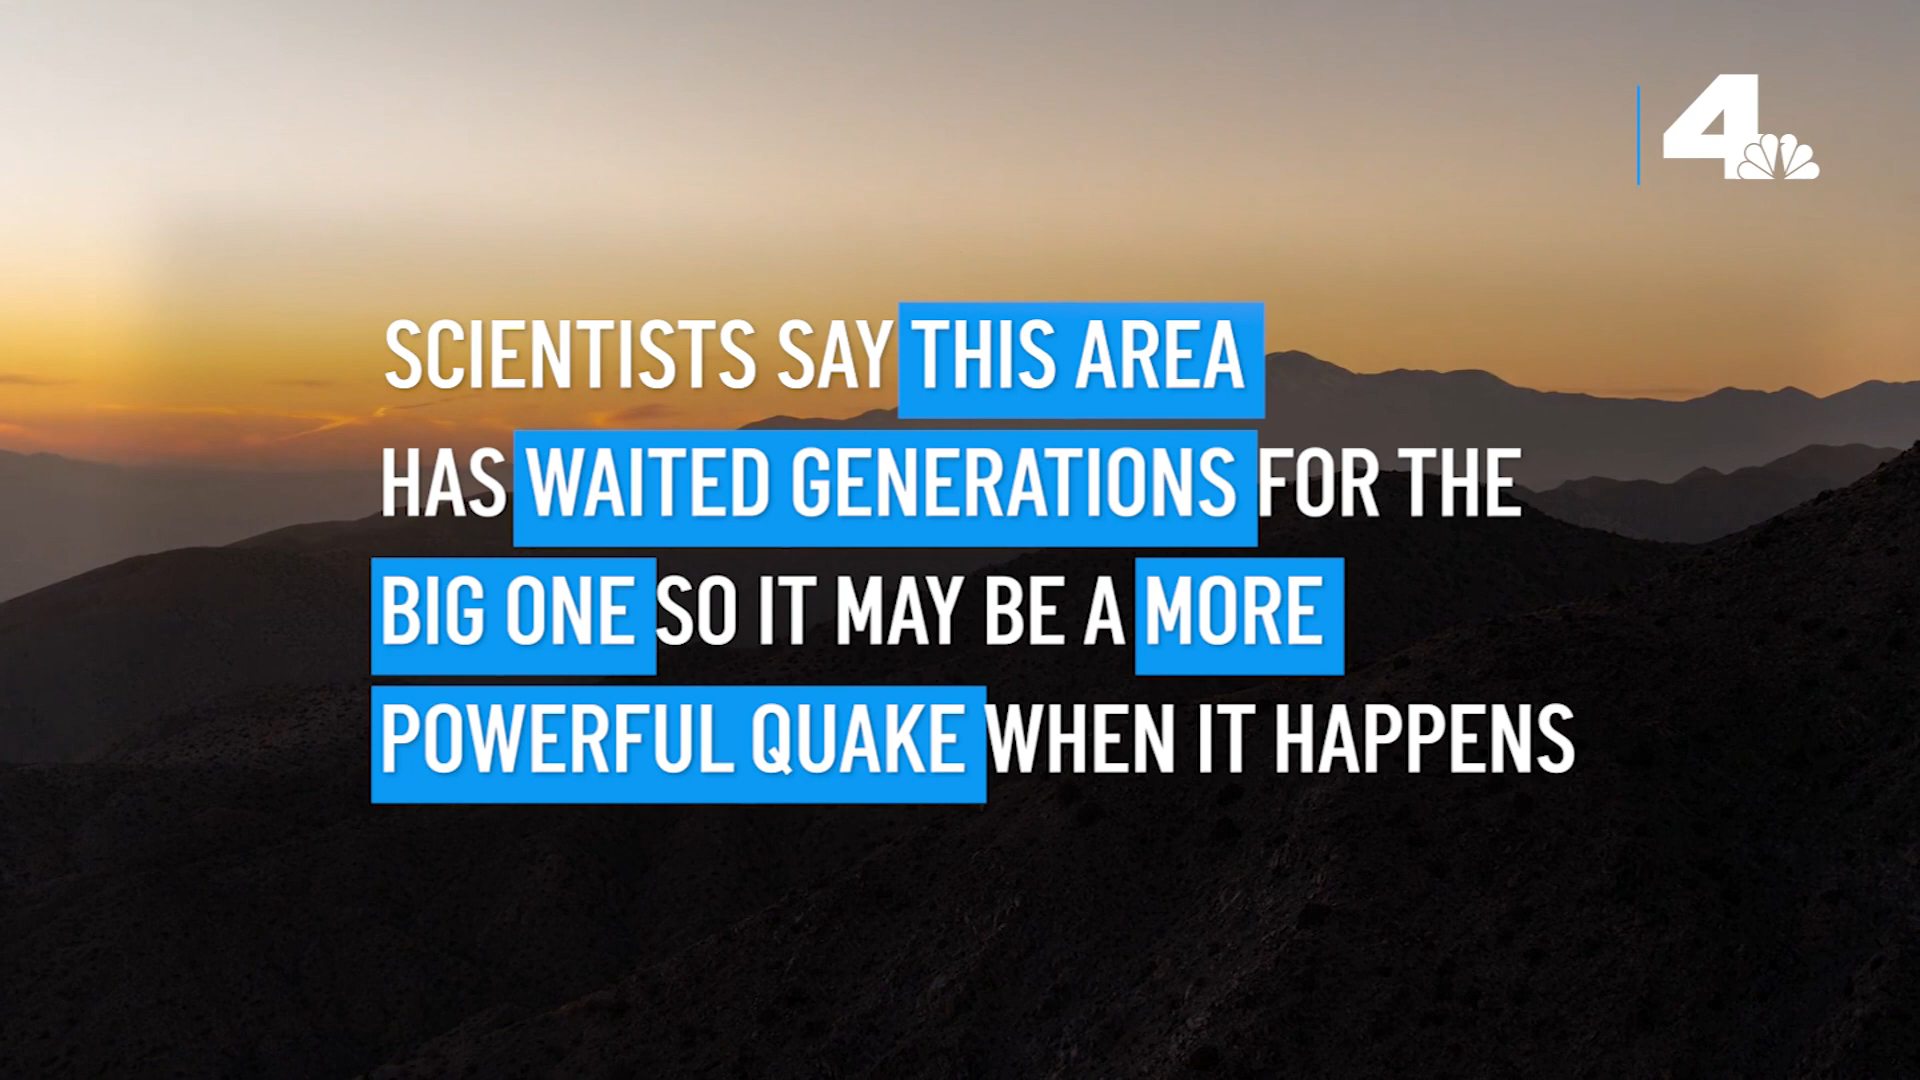 4
SCIENTISTS SAY THIS AREA
HAS WAITED GENERATIONS FOR THE
BIG ONE SO IT MAY BE A MORE
POWERFUL QUAKE WHEN IT HAPPENS